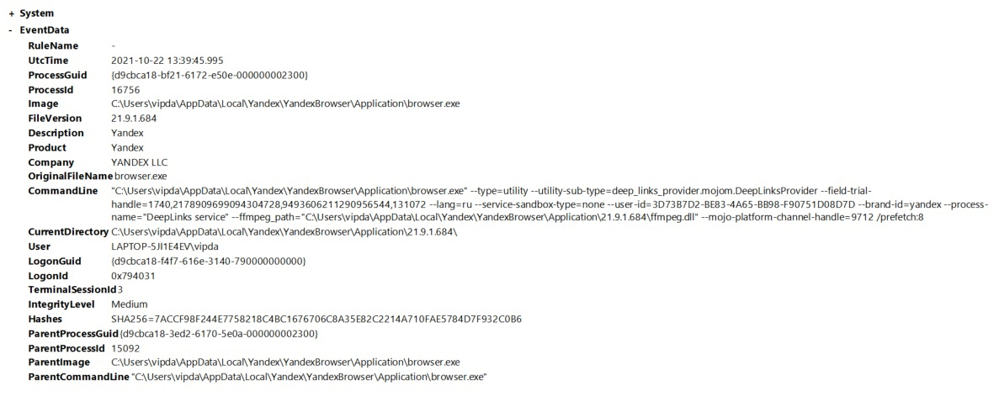 + System
- EventData
RuleName -
UtcTime 2021-10-22 13:39:45.995
ProcessGuid {d9cbca18-bf21-6172-e50e-000000002300}
ProcessId 16756
Image C:\Users\vipda\AppData\Local\Yandex\YandexBrowser\Application\browser.exe
FileVersion 21.9.1.684
Description Yandex
Product Yandex
Company YANDEX LLC
OriginalFileName browser.exe
CommandLine "C:\Users\vipda\AppData\Local\Yandex\YandexBrowser\Application\browser.exe" --type=utility --utility-sub-type=deep_links_provider.mojom.DeepLinksProvider --field-trial-
handle=1740,2178909699094304728,9493606211290956544,131072 --lang=ru --service-sandbox-type=none --user-id=3D73B7D2-BE83-4A65-BB98-F90751D08D7D --brand-id=yandex --process-
name="DeepLinks service" --ffmpeg_path="C:\Users\vipda\AppData\Local\Yandex\YandexBrowser\Application\21.9.1.684\ffmpeg.dll" --mojo-platform-channel-handle=9712 /prefetch:8
CurrentDirectory C:\Users\vipda\AppData\Local\Yandex\YandexBrowser\Application\21.9.1.684\
User LAPTOP-5JI1E4EV\vipda
LogonGuid {d9cbca18-f4f7-616e-3140-790000000000}
LogonId 0x794031
TerminalSessionId 3
IntegrityLevel Medium
Hashes SHA256=7ACCF98F244E7758218C4BC1676706C8A35E82C2214A710FAE5784D7F932C0B6
ParentProcessGuid {d9cbca18-3ed2-6170-5e0a-000000002300}
ParentProcessId 15092
ParentImage C:\Users\vipda\AppData\Local\Yandex\YandexBrowser\Application\browser.exe
ParentCommandLine "C:\Users\vipda\AppData\Local\Yandex\YandexBrowser\Application\browser.exe"